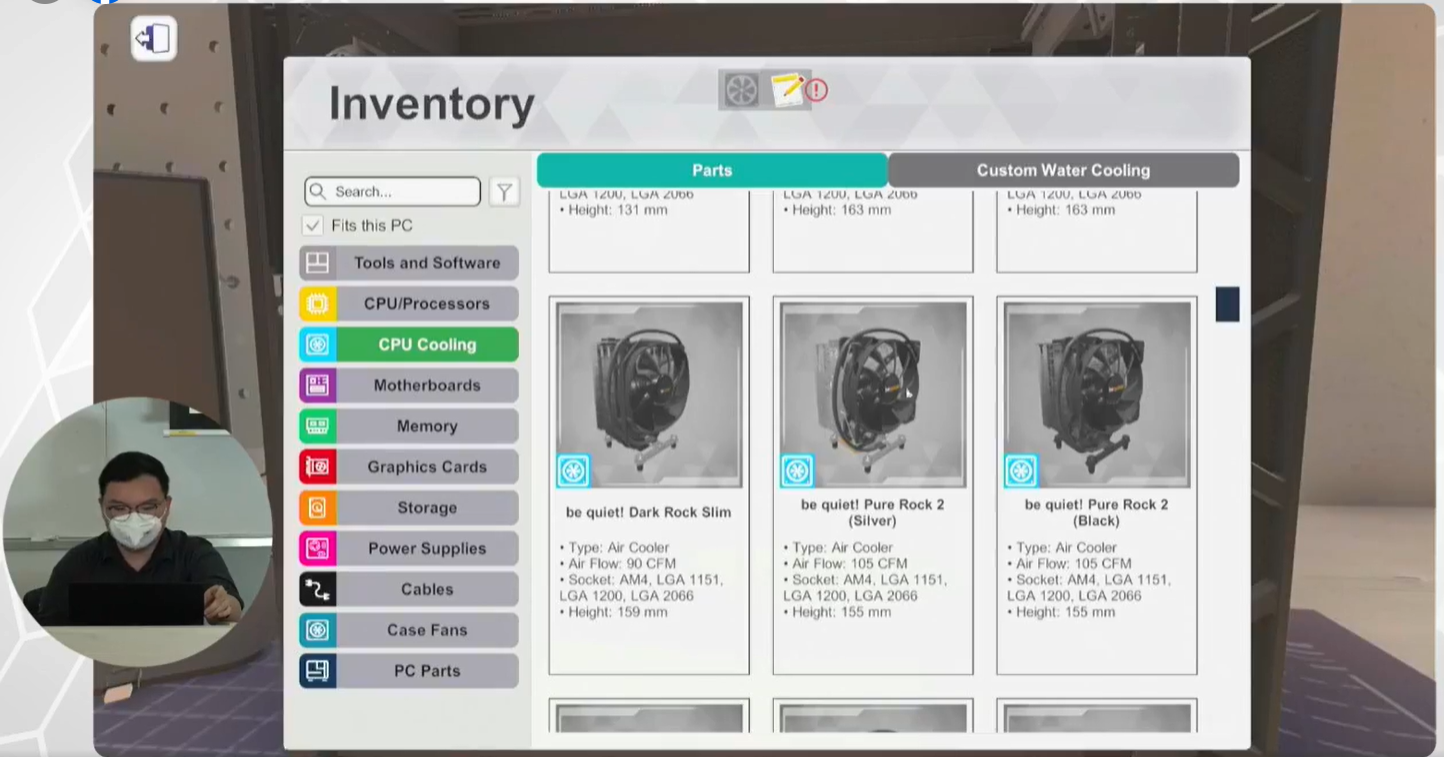 Inventory
Parts
Custom Water Cooling
Search...
Fits this PC
Tools and Software
CPU/Processors
CPU Cooling
Motherboards
Memory
Graphics Cards
Storage
Power Supplies
Cables
Case Fans
PC Parts
LGA 1200, LGA 2066
• Height: 131 mm
LGA 1200, LGA 2066
• Height: 163 mm
LGA 1200, LGA 2066
• Height: 163 mm
be quiet! Dark Rock Slim
• Type: Air Cooler
• Air Flow: 90 CFM
• Socket: AM4, LGA 1151,
LGA 1200, LGA 2066
• Height: 159 mm
be quiet! Pure Rock 2
(Silver)
• Type: Air Cooler
• Air Flow: 105 CFM
• Socket: AM4, LGA 1151,
LGA 1200, LGA 2066
• Height: 155 mm
be quiet! Pure Rock 2
(Black)
• Type: Air Cooler
• Air Flow: 105 CFM
• Socket: AM4, LGA 1151,
LGA 1200, LGA 2066
• Height: 155 mm